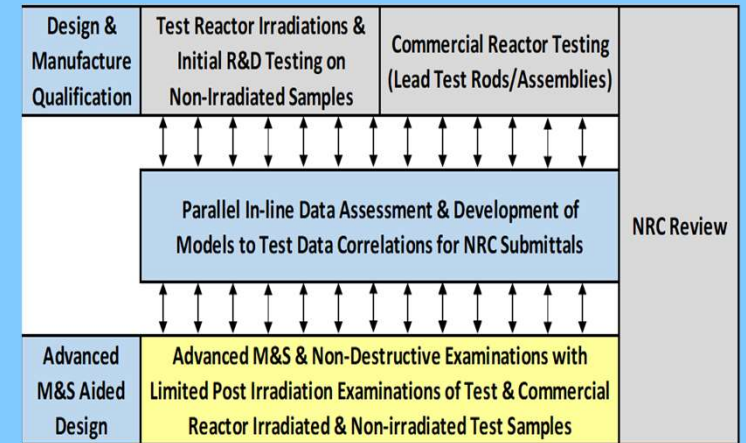 Design &
Manufacture
Qualification
Test Reactor Irradiations &
Initial R&D Testing on
Non-Irradiated Samples
Commercial Reactor Testing
(Lead Test Rods/Assemblies)
Parallel In-line Data Assessment & Development of
Models to Test Data Correlations for NRC Submittals
NRC Review
Advanced
M&S Aided
Design
Advanced M&S & Non-Destructive Examinations with
Limited Post Irradiation Examinations of Test & Commercial
Reactor Irradiated & Non-irradiated Test Samples